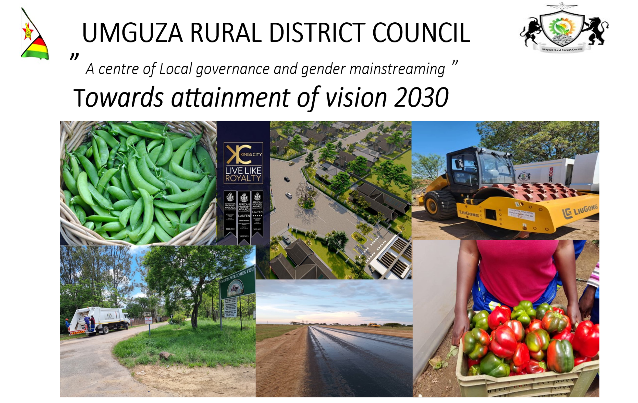 UMGUZA RURAL DISTRICT COUNCIL
" A centre of Local governance and gender mainstreaming "
Towards attainment of vision 2030
KC
LIVE LIKE
ROYALTY
LIUGONG